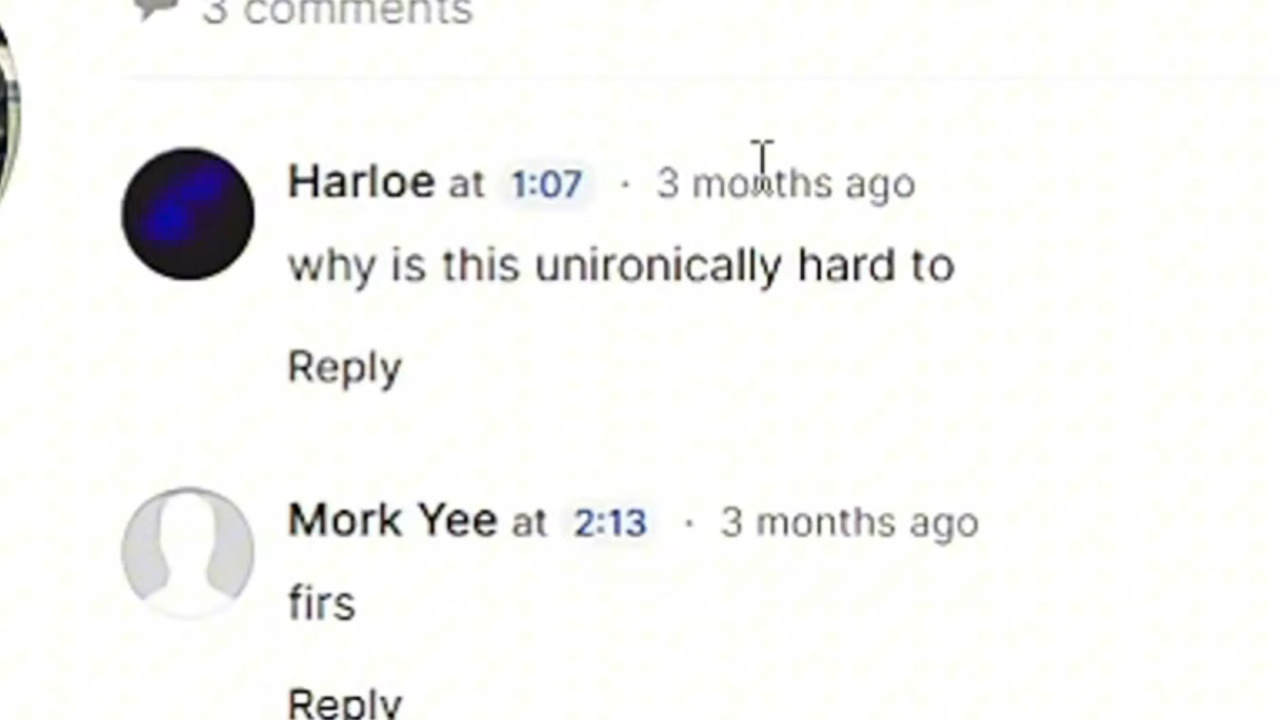 3 comments
Harloe at 1:07 · 3 months ago
why is this unironically hard to
Reply
Mork Yee at 2:13 · 3 months ago
firs
Reply